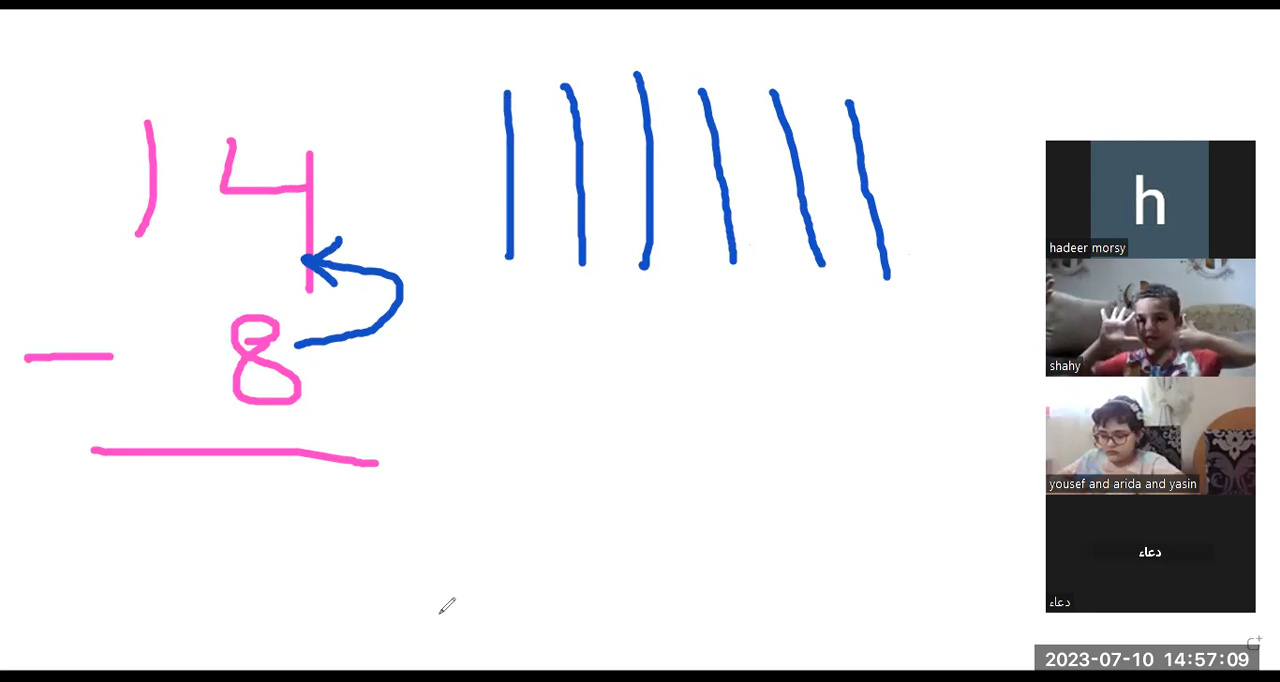 14
- 8
h
hadeer morsy
shahy
yousef and arida and yasin
دعاء
دعاء
2023-07-10 14:57:09